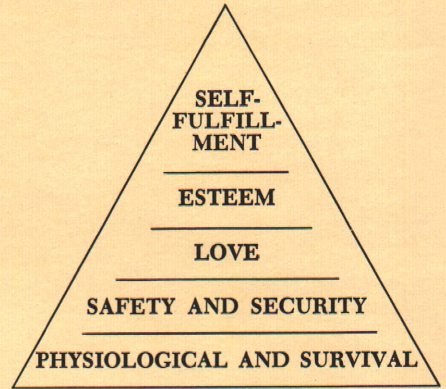 SELF-
FULFILL-
MENT
ESTEEM
LOVE
SAFETY AND SECURITY
PHYSIOLOGICAL AND SURVIVAL